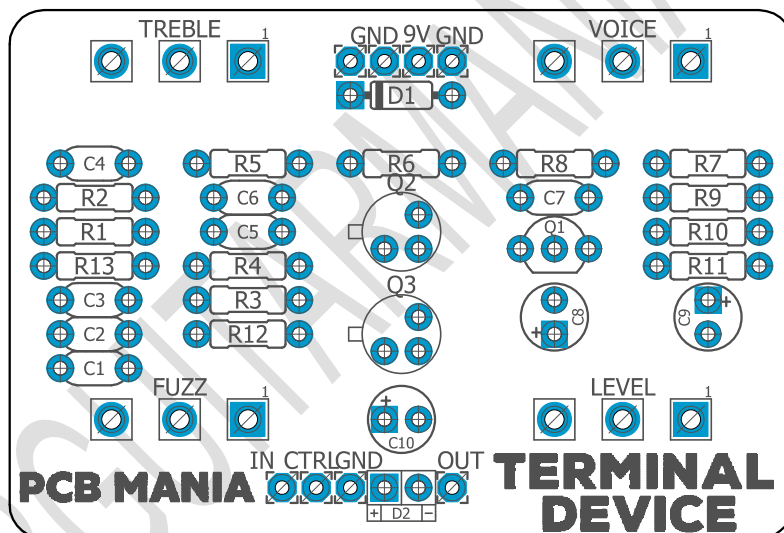 TREBLE 1 GND 9V GND VOICE 1
D1
C4 R5 R6 R8 R7
R2 C6 Q2 C7 R9
R1 C5 Q1 R10
R13 R4 R11
C3 R3 Q3 C8 + C9 +
C2 R12
C1
FUZZ 1 + C10 LEVEL 1
IN CTRL GND OUT
+ D2 −
PCB MANIA
TERMINAL
DEVICE